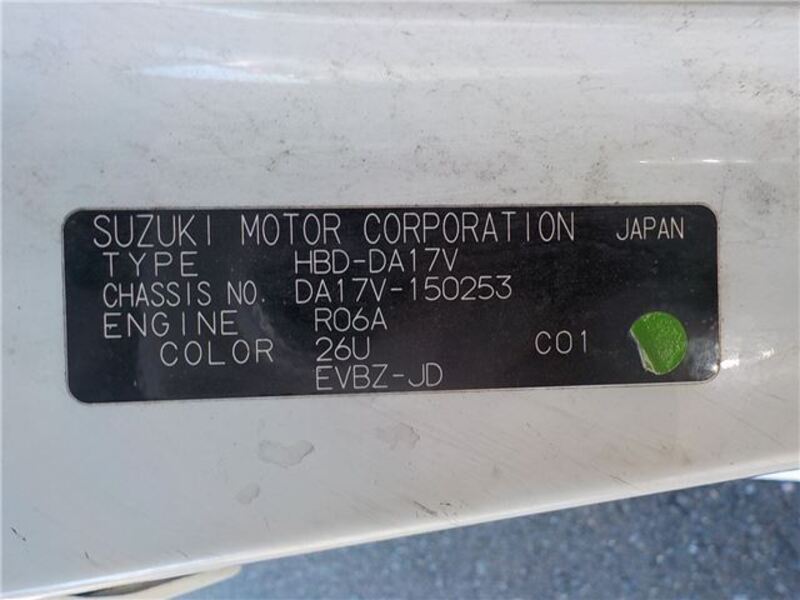 SUZUKI MOTOR CORPORATION JAPAN
TYPE HBD-DA17V
CHASSIS NO. DA17V-150253
ENGINE R06A
COLOR 26U C01
EVBZ-JD